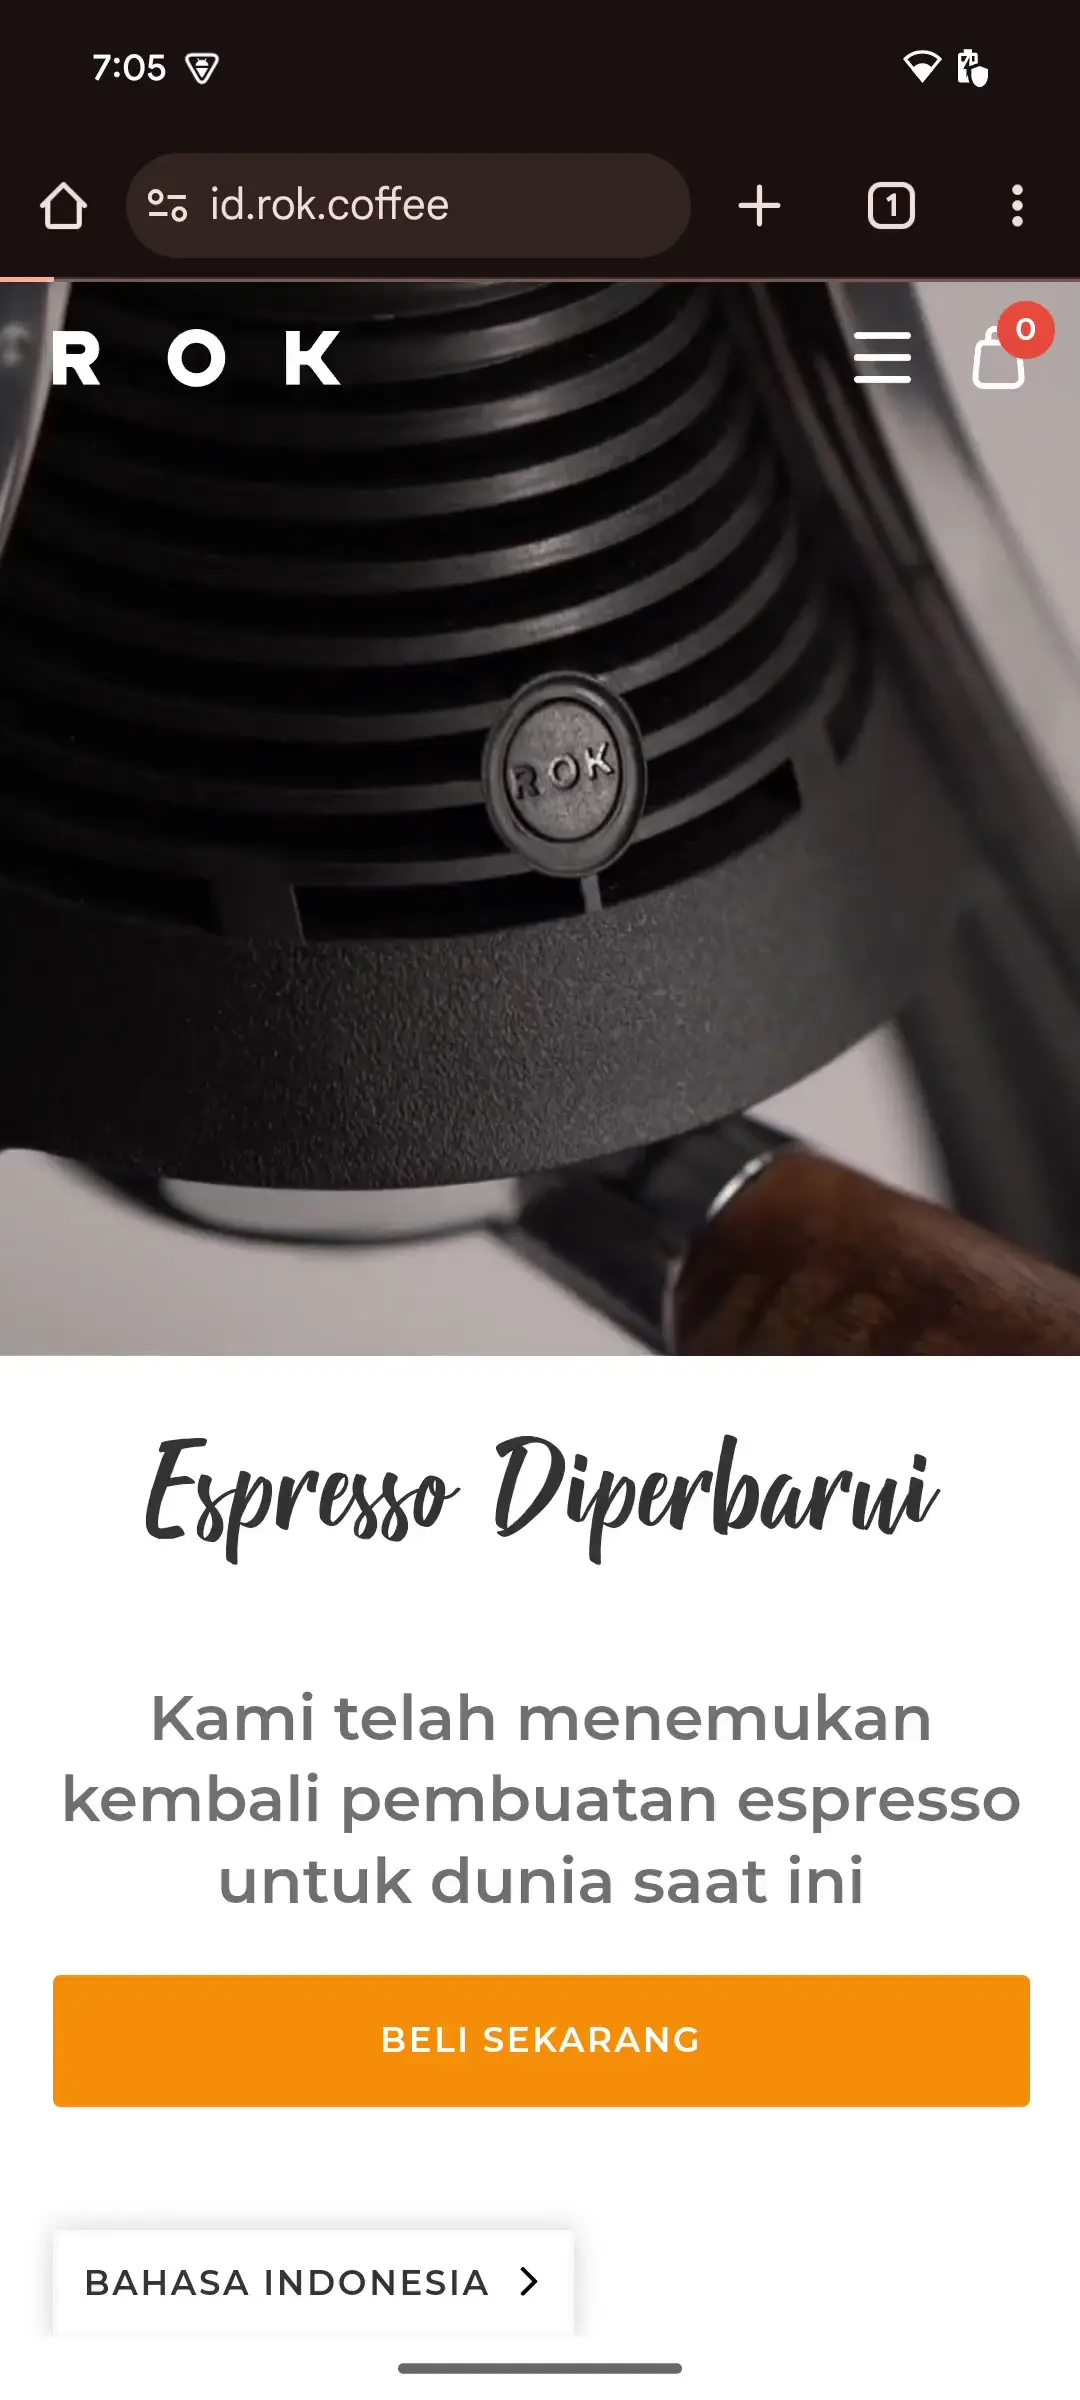 7:05
id.rok.coffee
1
ROK
0
ROK
Espresso Diperbarui
Kami telah menemukan
kembali pembuatan espresso
untuk dunia saat ini
BELI SEKARANG
BAHASA INDONESIA